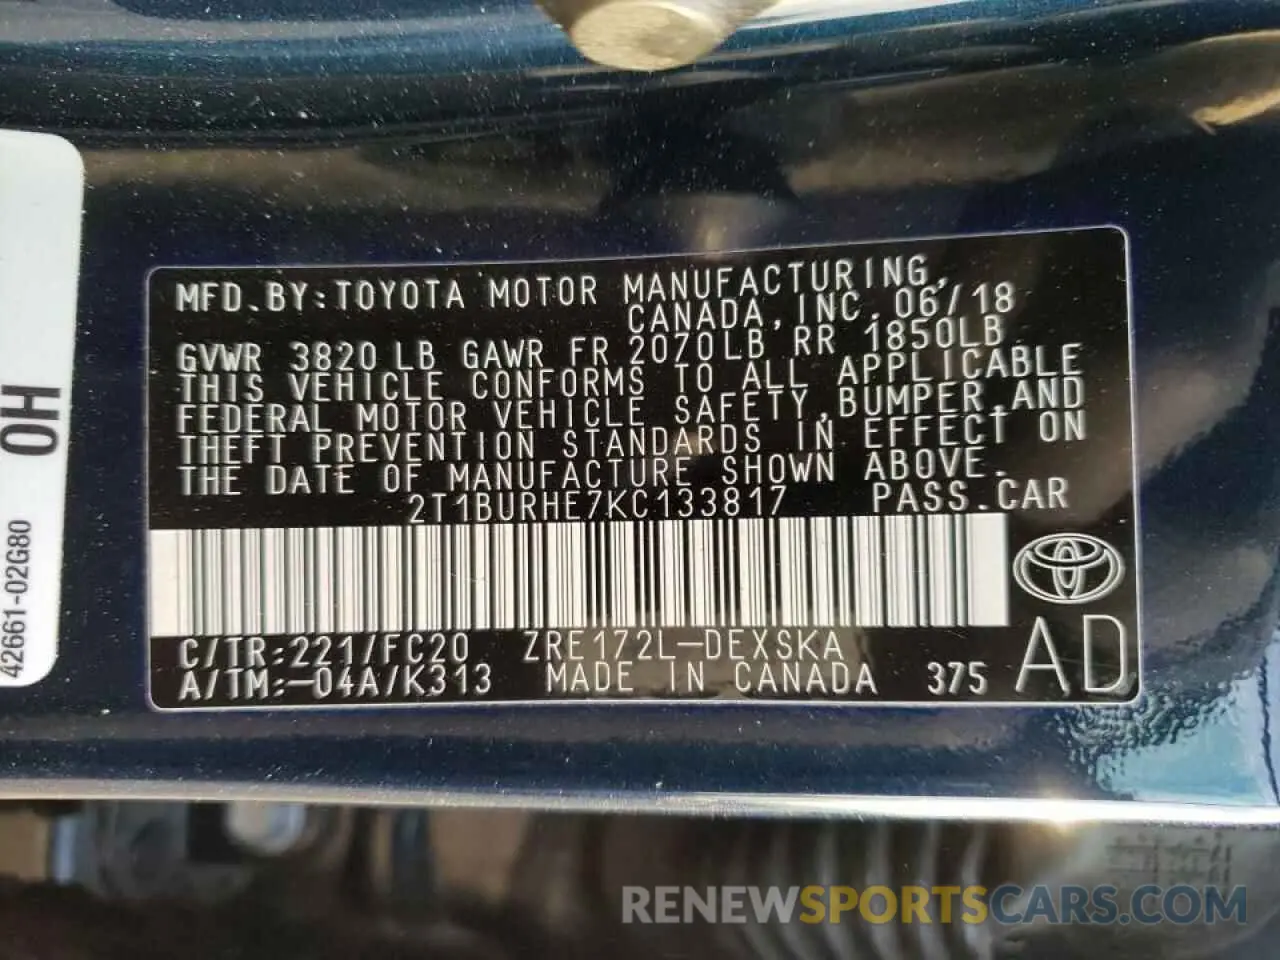 MFD.BY:TOYOTA MOTOR MANUFACTURING,
CANADA, INC. 06/18
GVWR 3820 LB GAWR FR 2070LB RR 1850LB
THIS VEHICLE CONFORMS TO ALL APPLICABLE
FEDERAL MOTOR VEHICLE SAFETY, BUMPER,AND
THEFT PREVENTION STANDARDS IN EFFECT ON
THE DATE OF MANUFACTURE SHOWN ABOVE.
2T1BURHE7KC133817 PASS.CAR
C/TR:221/FC20 ZRE172L-DEXSKA
A/TM:-04A/K313 MADE IN CANADA 375 AD
0H
42661-02G80
RENEWSPORTSCARS.COM